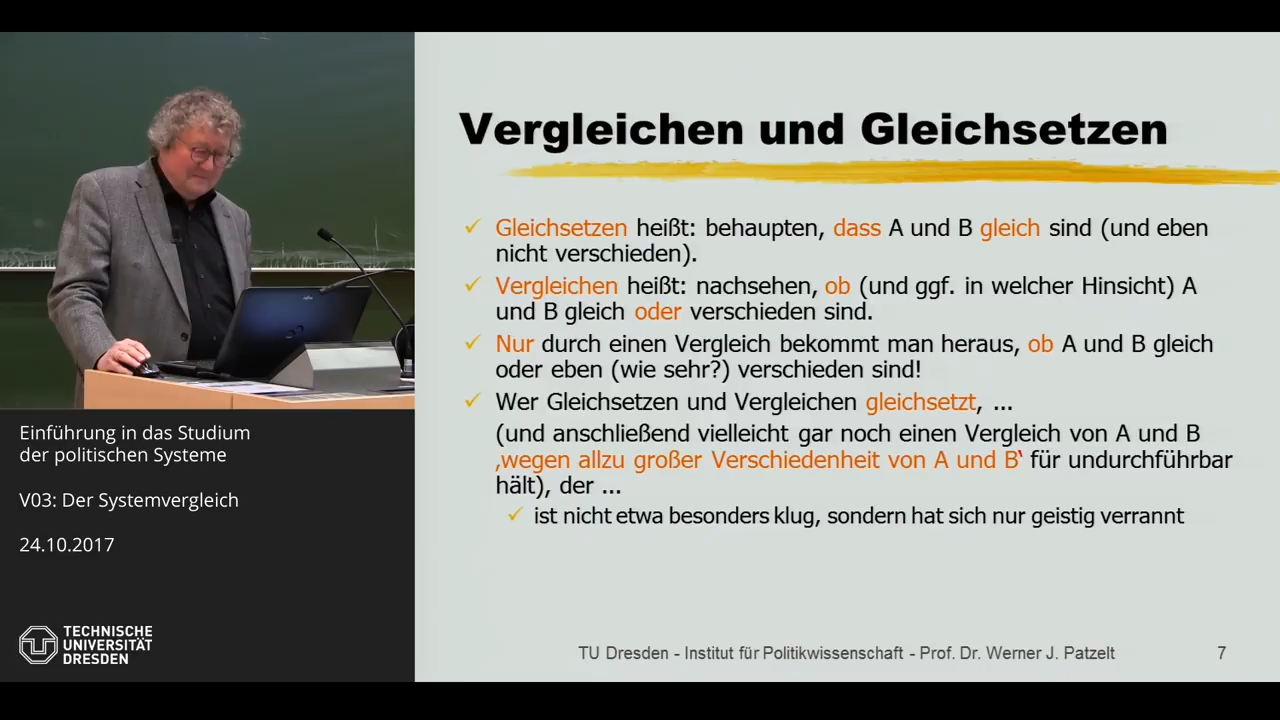 Vergleichen und Gleichsetzen
✓ Gleichsetzen heißt: behaupten, dass A und B gleich sind (und eben
nicht verschieden).
✓ Vergleichen heißt: nachsehen, ob (und ggf. in welcher Hinsicht) A
und B gleich oder verschieden sind.
✓ Nur durch einen Vergleich bekommt man heraus, ob A und B gleich
oder eben (wie sehr?) verschieden sind!
✓ Wer Gleichsetzen und Vergleichen gleichsetzt, ...
(und anschließend vielleicht gar noch einen Vergleich von A und B
‚wegen allzu großer Verschiedenheit von A und B‛ für undurchführbar
hält), der ...
✓ ist nicht etwa besonders klug, sondern hat sich nur geistig verrannt
TU Dresden - Institut für Politikwissenschaft - Prof. Dr. Werner J. Patzelt 7
Einführung in das Studium
der politischen Systeme
V03: Der Systemvergleich
24.10.2017
TECHNISCHE
UNIVERSITÄT
DRESDEN